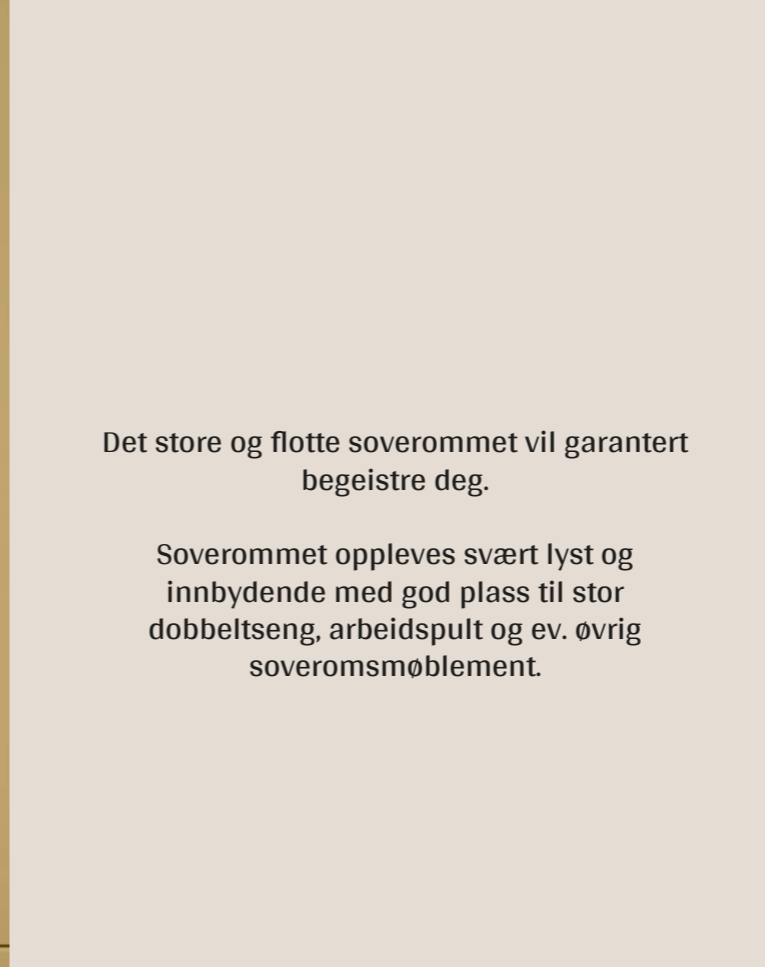 Det store og flotte soverommet vil garantert
begeistre deg.
Soverommet oppleves svært lyst og
innbydende med god plass til stor
dobbeltseng, arbeidspult og ev. øvrig
soveromsmøblement.